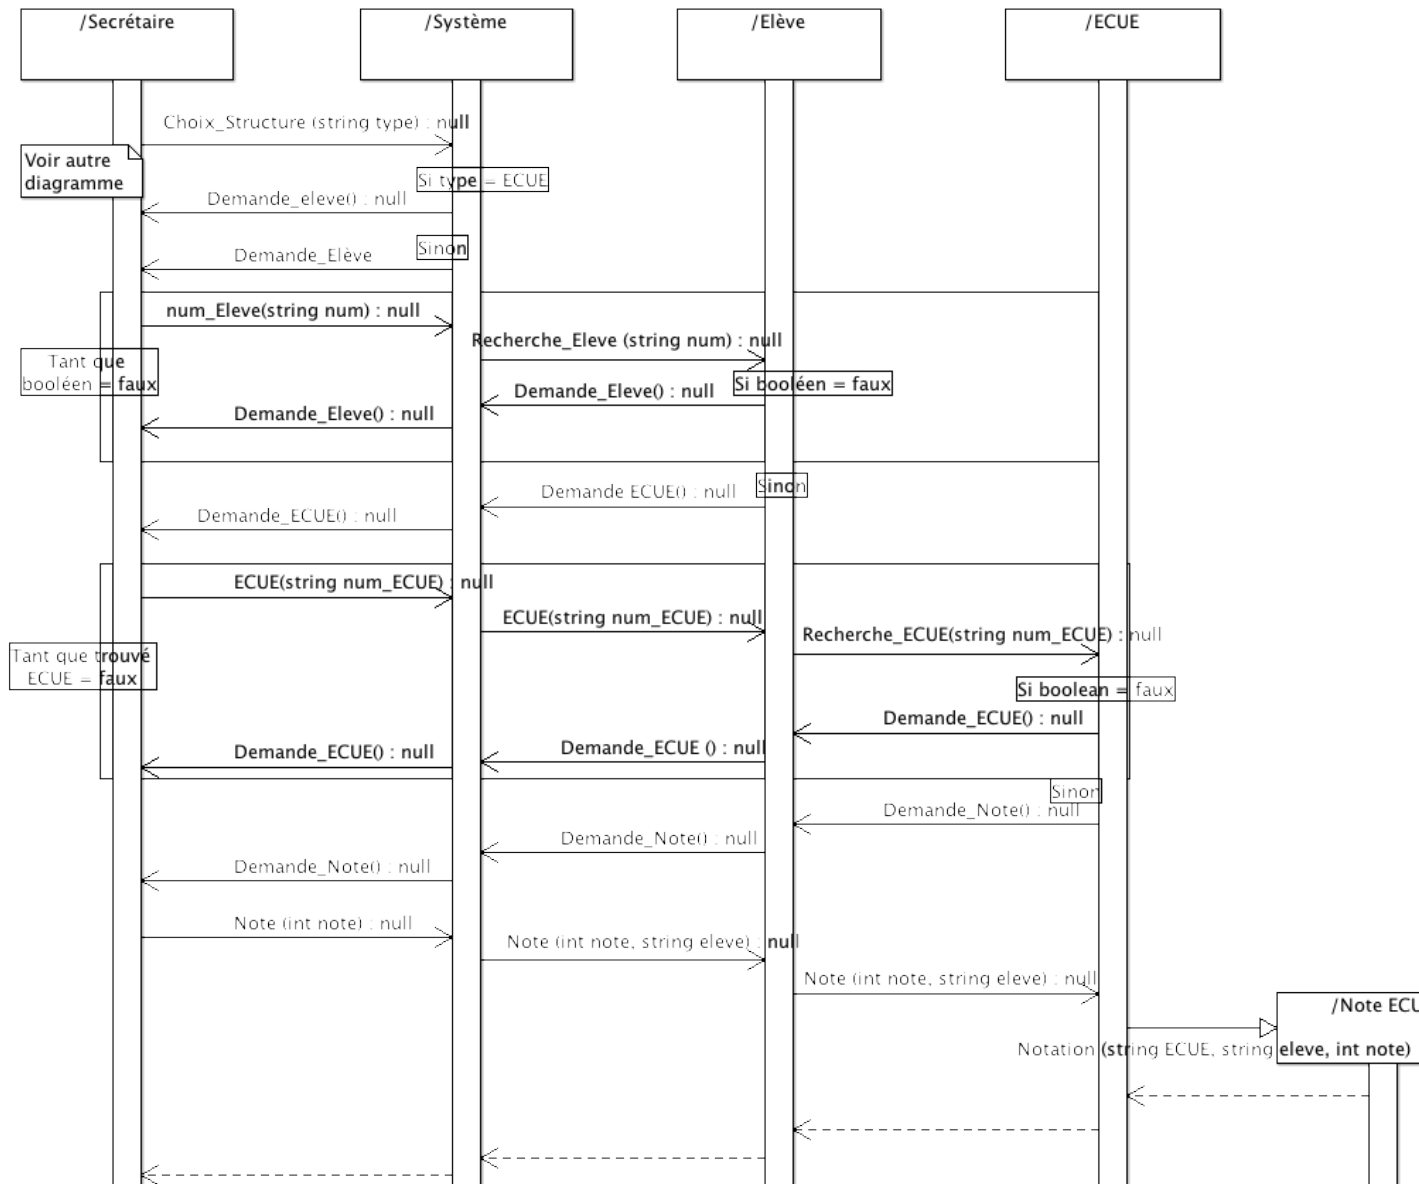 /Secrétaire
/Système
/Elève
/ECUE
Choix_Structure (string type) : null
Voir autre
diagramme
Si type = ECUE
Demande_eleve() : null
Sinon
Demande_Elève
num_Eleve(string num) : null
Recherche_Eleve (string num) : null
Tant que
booléen = faux
Si booléen = faux
Demande_Eleve() : null
Demande_Eleve() : null
Sinon
Demande ECUE() : null
Demande_ECUE() : null
ECUE(string num_ECUE) : null
ECUE(string num_ECUE) : null
Recherche_ECUE(string num_ECUE) : null
Tant que trouvé
ECUE = faux
Si boolean = faux
Demande_ECUE() : null
Demande_ECUE () : null
Demande_ECUE() : null
Sinon
Demande_Note() : null
Demande_Note() : null
Demande_Note() : null
Note (int note) : null
Note (int note, string eleve) : null
Note (int note, string eleve) : null
/Note ECU
Notation (string ECUE, string eleve, int note)